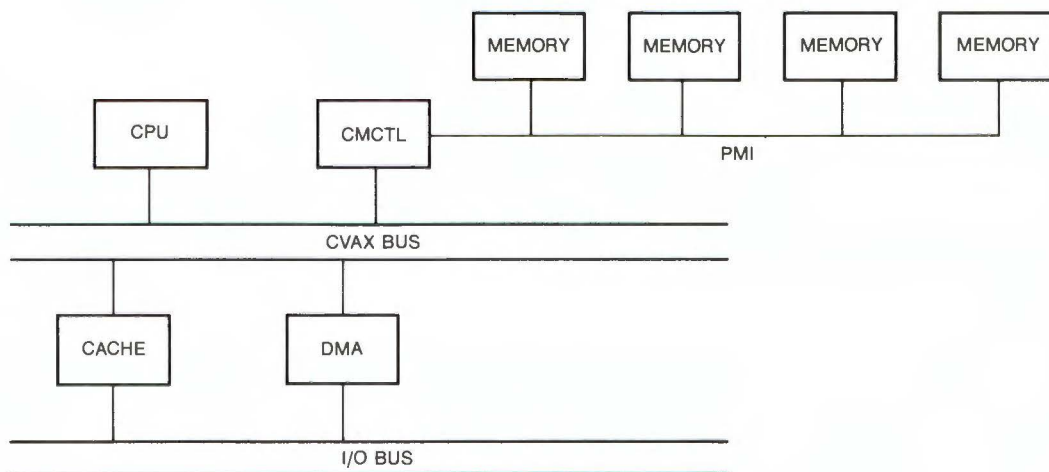 MEMORY MEMORY MEMORY MEMORY
CPU CMCTL
PMI
CVAX BUS
CACHE DMA
I/O BUS